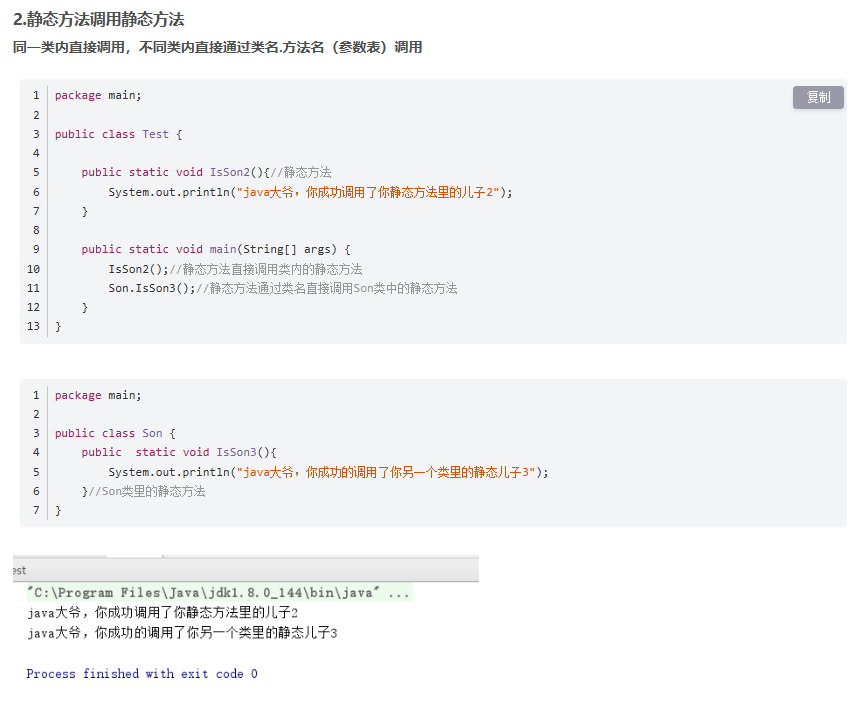 2.静态方法调用静态方法
同一类内直接调用，不同类内直接通过类名.方法名（参数表）调用
复制
1 package main;
2
3 public class Test {
4
5     public static void IsSon2(){//静态方法
6         System.out.println("java大爷，你成功调用了你静态方法里的儿子2");
7     }
8
9     public static void main(String[] args) {
10         IsSon2();//静态方法直接调用类内的静态方法
11         Son.IsSon3();//静态方法通过类名直接调用Son类中的静态方法
12     }
13 }
1 package main;
2
3 public class Son {
4     public  static void IsSon3(){
5         System.out.println("java大爷，你成功的调用了你另一个类里的静态儿子3");
6     }//Son类里的静态方法
7 }
est
"C:\Program Files\Java\jdk1.8.0_144\bin\java" ...
java大爷，你成功调用了你静态方法里的儿子2
java大爷，你成功的调用了你另一个类里的静态儿子3
Process finished with exit code 0